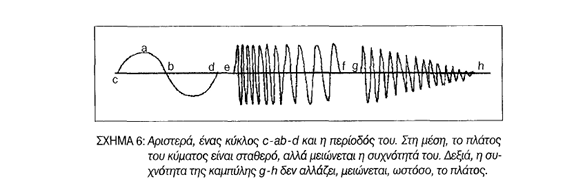 a
b
c
d
e
f
g
h
ΣΧΗΜΑ 6: Αριστερά, ένας κύκλος c-ab-d και η περίοδός του. Στη μέση, το πλάτος
του κύματος είναι σταθερό, αλλά μειώνεται η συχνότητά του. Δεξιά, η συ-
χνότητα της καμπύλης g-h δεν αλλάζει, μειώνεται, ωστόσο, το πλάτος.